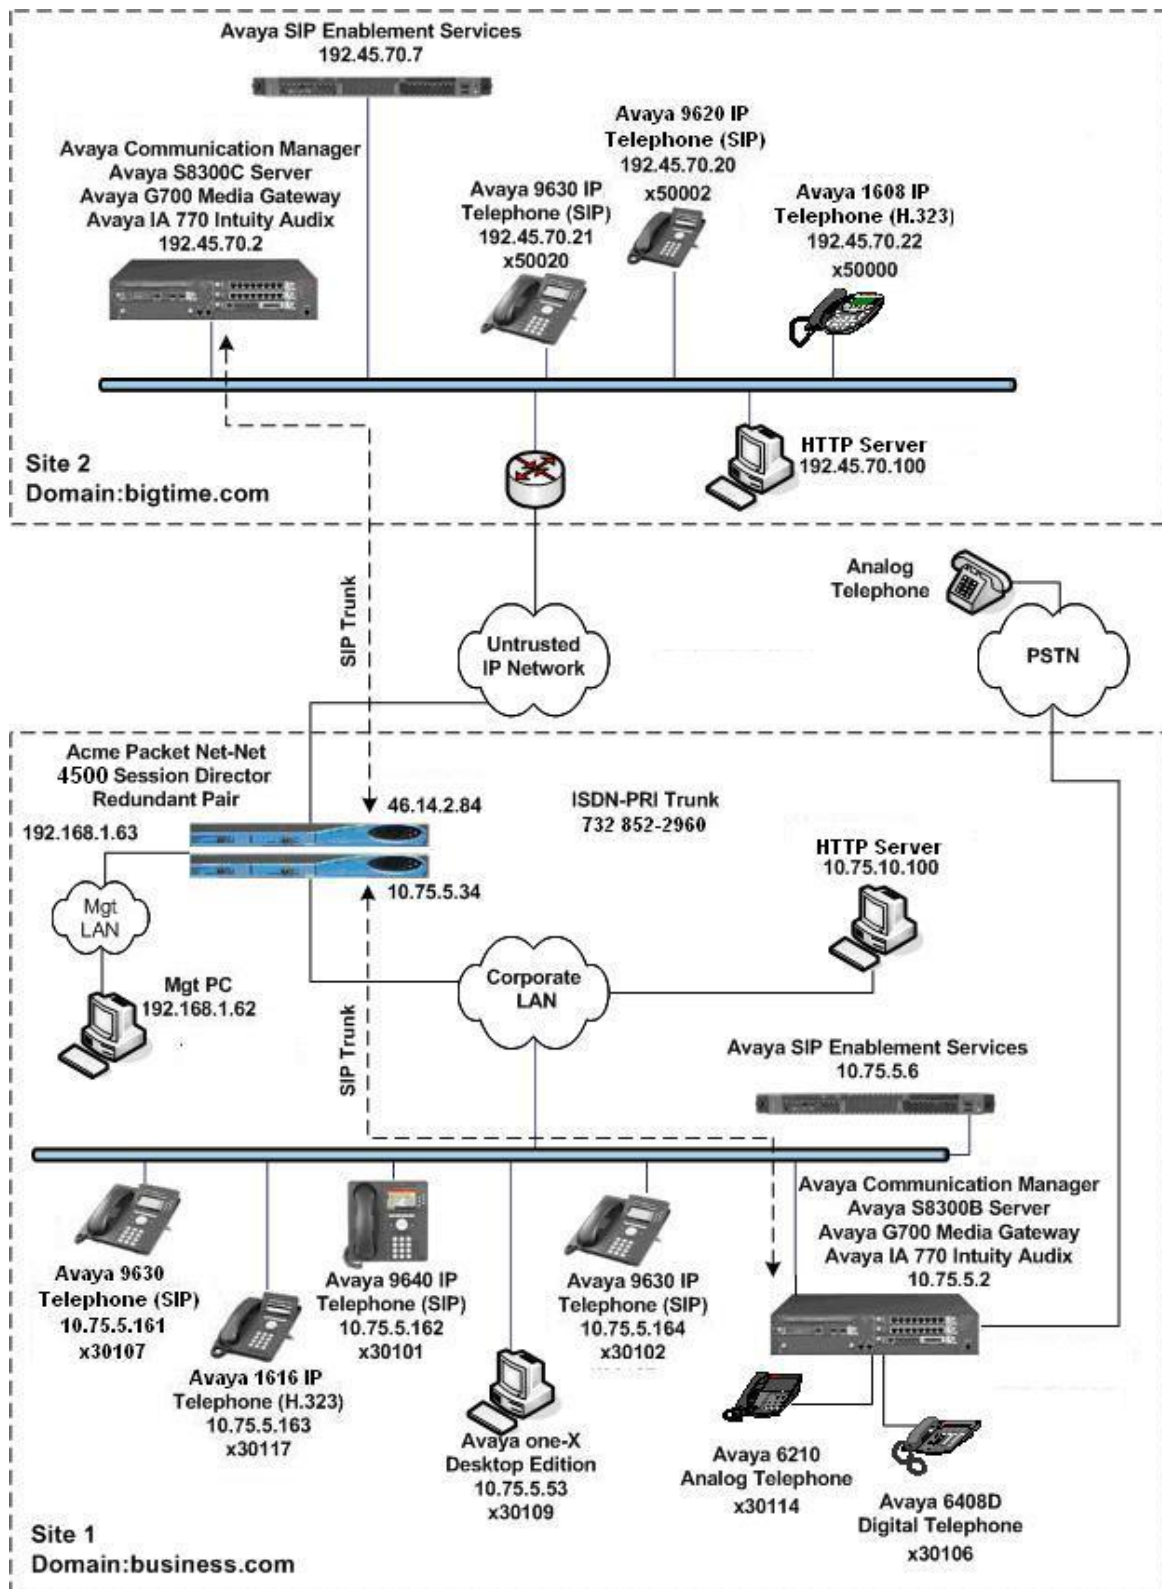 Avaya SIP Enablement Services
192.45.70.7
Avaya Communication Manager
Avaya S8300C Server
Avaya G700 Media Gateway
Avaya IA 770 Intuity Audix
192.45.70.2
Avaya 9630 IP
Telephone (SIP)
192.45.70.21
x50020
Avaya 9620 IP
Telephone (SIP)
192.45.70.20
x50002
Avaya 1608 IP
Telephone (H.323)
192.45.70.22
x50000
HTTP Server
192.45.70.100
Site 2
Domain:bigtime.com
SIP Trunk
Untrusted
IP Network
Analog
Telephone
PSTN
Acme Packet Net-Net
4500 Session Director
Redundant Pair
192.168.1.63
46.14.2.84
10.75.5.34
ISDN-PRI Trunk
732 852-2960
HTTP Server
10.75.10.100
Mgt
LAN
Mgt PC
192.168.1.62
Corporate
LAN
SIP Trunk
Avaya SIP Enablement Services
10.75.5.6
Avaya Communication Manager
Avaya S8300B Server
Avaya G700 Media Gateway
Avaya IA 770 Intuity Audix
10.75.5.2
Avaya 9630
Telephone (SIP)
10.75.5.161
x30107
Avaya 1616 IP
Telephone (H.323)
10.75.5.163
x30117
Avaya 9640 IP
Telephone (SIP)
10.75.5.162
x30101
Avaya one-X
Desktop Edition
10.75.5.53
x30109
Avaya 9630 IP
Telephone (SIP)
10.75.5.164
x30102
Avaya 6210
Analog Telephone
x30114
Avaya 6408D
Digital Telephone
x30106
Site 1
Domain:business.com